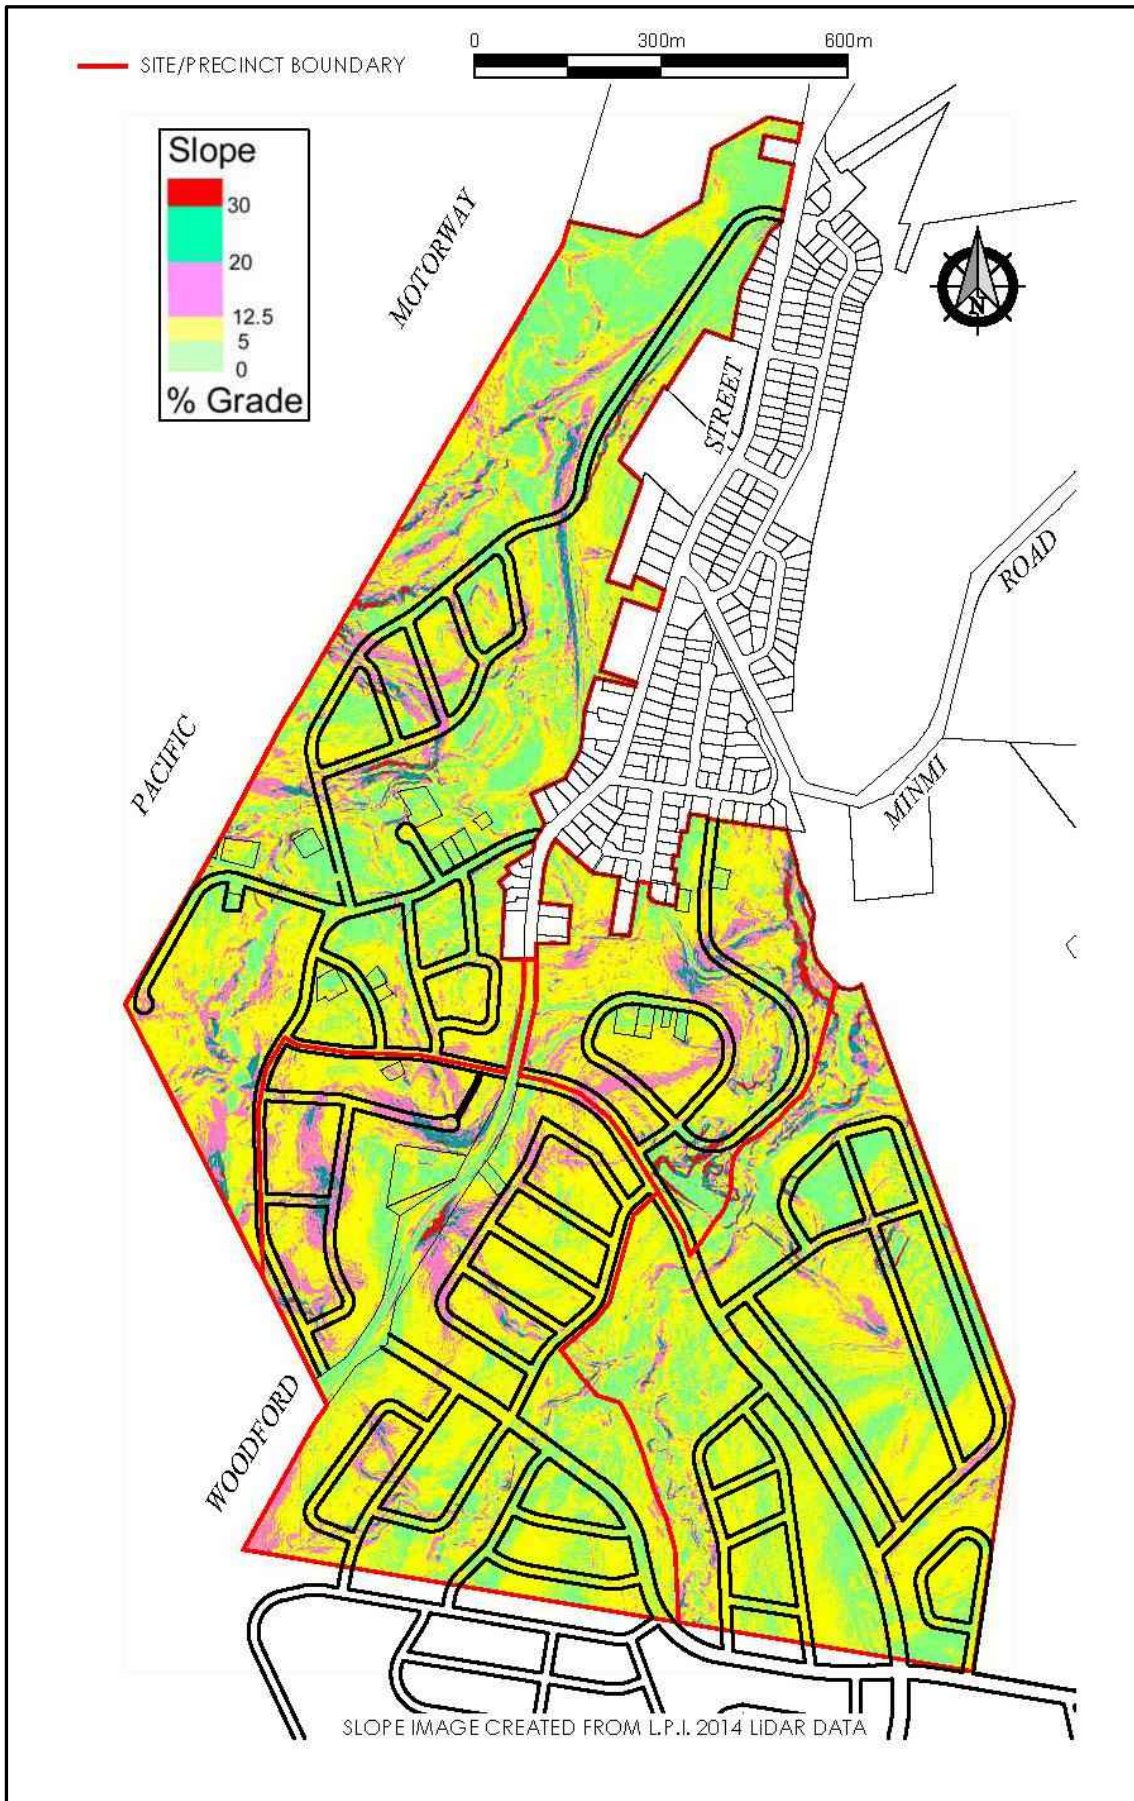 0 300m 600m
SITE/PRECINCT BOUNDARY
Slope
30
20
12.5
5
0
% Grade
MOTORWAY
N
STREET
ROAD
PACIFIC
MINMI
WOODFORD
SLOPE IMAGE CREATED FROM L.P.I. 2014 LiDAR DATA